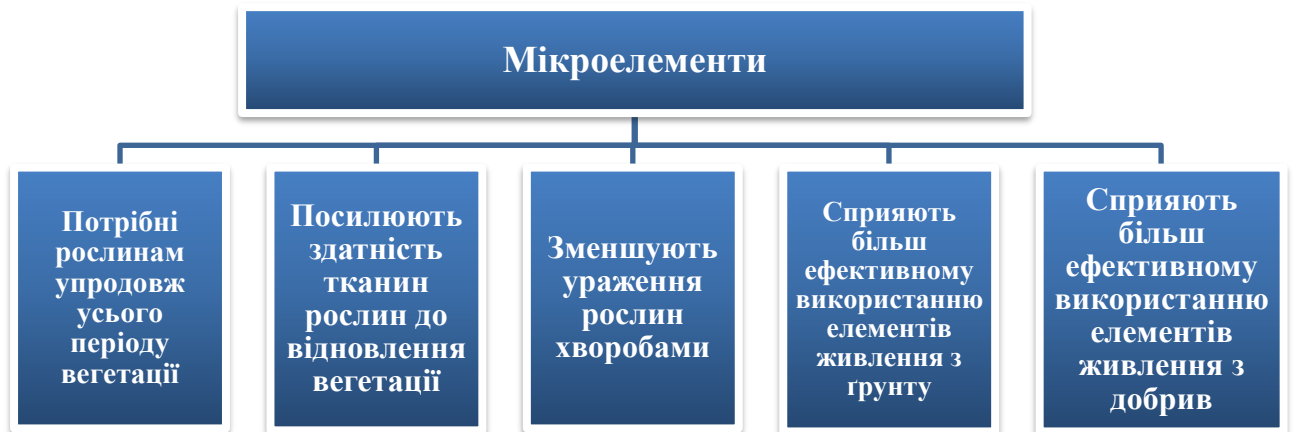 Мікроелементи
Потрібні
рослинам
упродовж
усього
періоду
вегетації
Посилюють
здатність
тканин
рослин до
відновлення
вегетації
Зменшують
ураження
рослин
хворобами
Сприяють
більш
ефективному
використанню
елементів
живлення з
ґрунту
Сприяють
більш
ефективному
використанню
елементів
живлення з
добрив